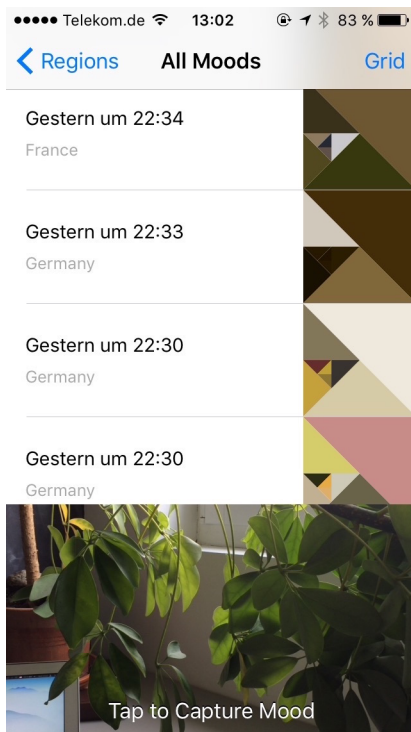 Telekom.de 13:02 83 %
Regions All Moods Grid
Gestern um 22:34
France
Gestern um 22:33
Germany
Gestern um 22:30
Germany
Gestern um 22:30
Germany
Tap to Capture Mood